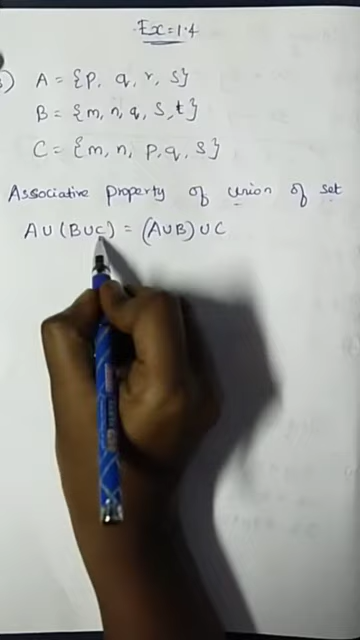 Ex=1.4
A = {p, q, r, s}
B = {m, n, q, s, t}
C = {m, n, p, q, s}
Associative property of union of set
A∪(B∪C) = (A∪B)∪C